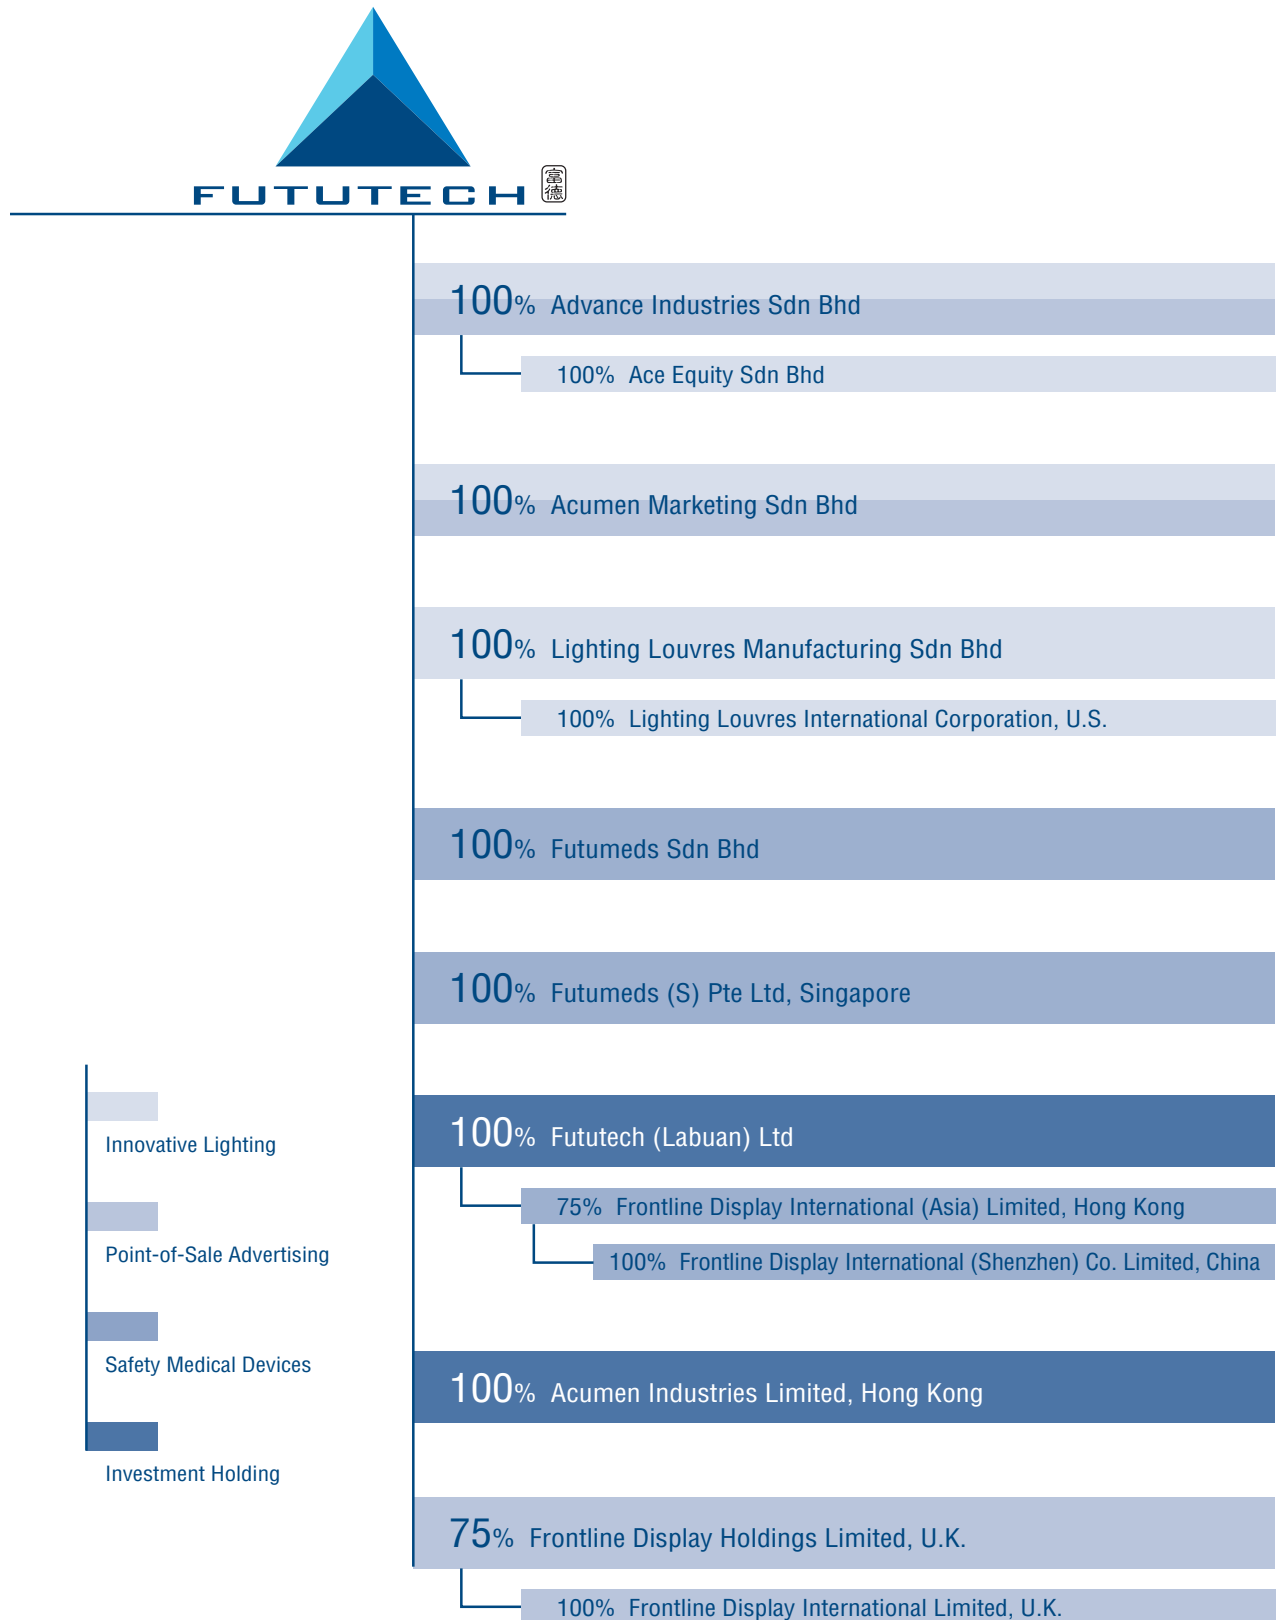 FUTUTECH 富德
100% Advance Industries Sdn Bhd
100% Ace Equity Sdn Bhd
100% Acumen Marketing Sdn Bhd
100% Lighting Louvres Manufacturing Sdn Bhd
100% Lighting Louvres International Corporation, U.S.
100% Futumeds Sdn Bhd
100% Futumeds (S) Pte Ltd, Singapore
100% Fututech (Labuan) Ltd
75% Frontline Display International (Asia) Limited, Hong Kong
100% Frontline Display International (Shenzhen) Co. Limited, China
100% Acumen Industries Limited, Hong Kong
75% Frontline Display Holdings Limited, U.K.
100% Frontline Display International Limited, U.K.
Innovative Lighting
Point-of-Sale Advertising
Safety Medical Devices
Investment Holding